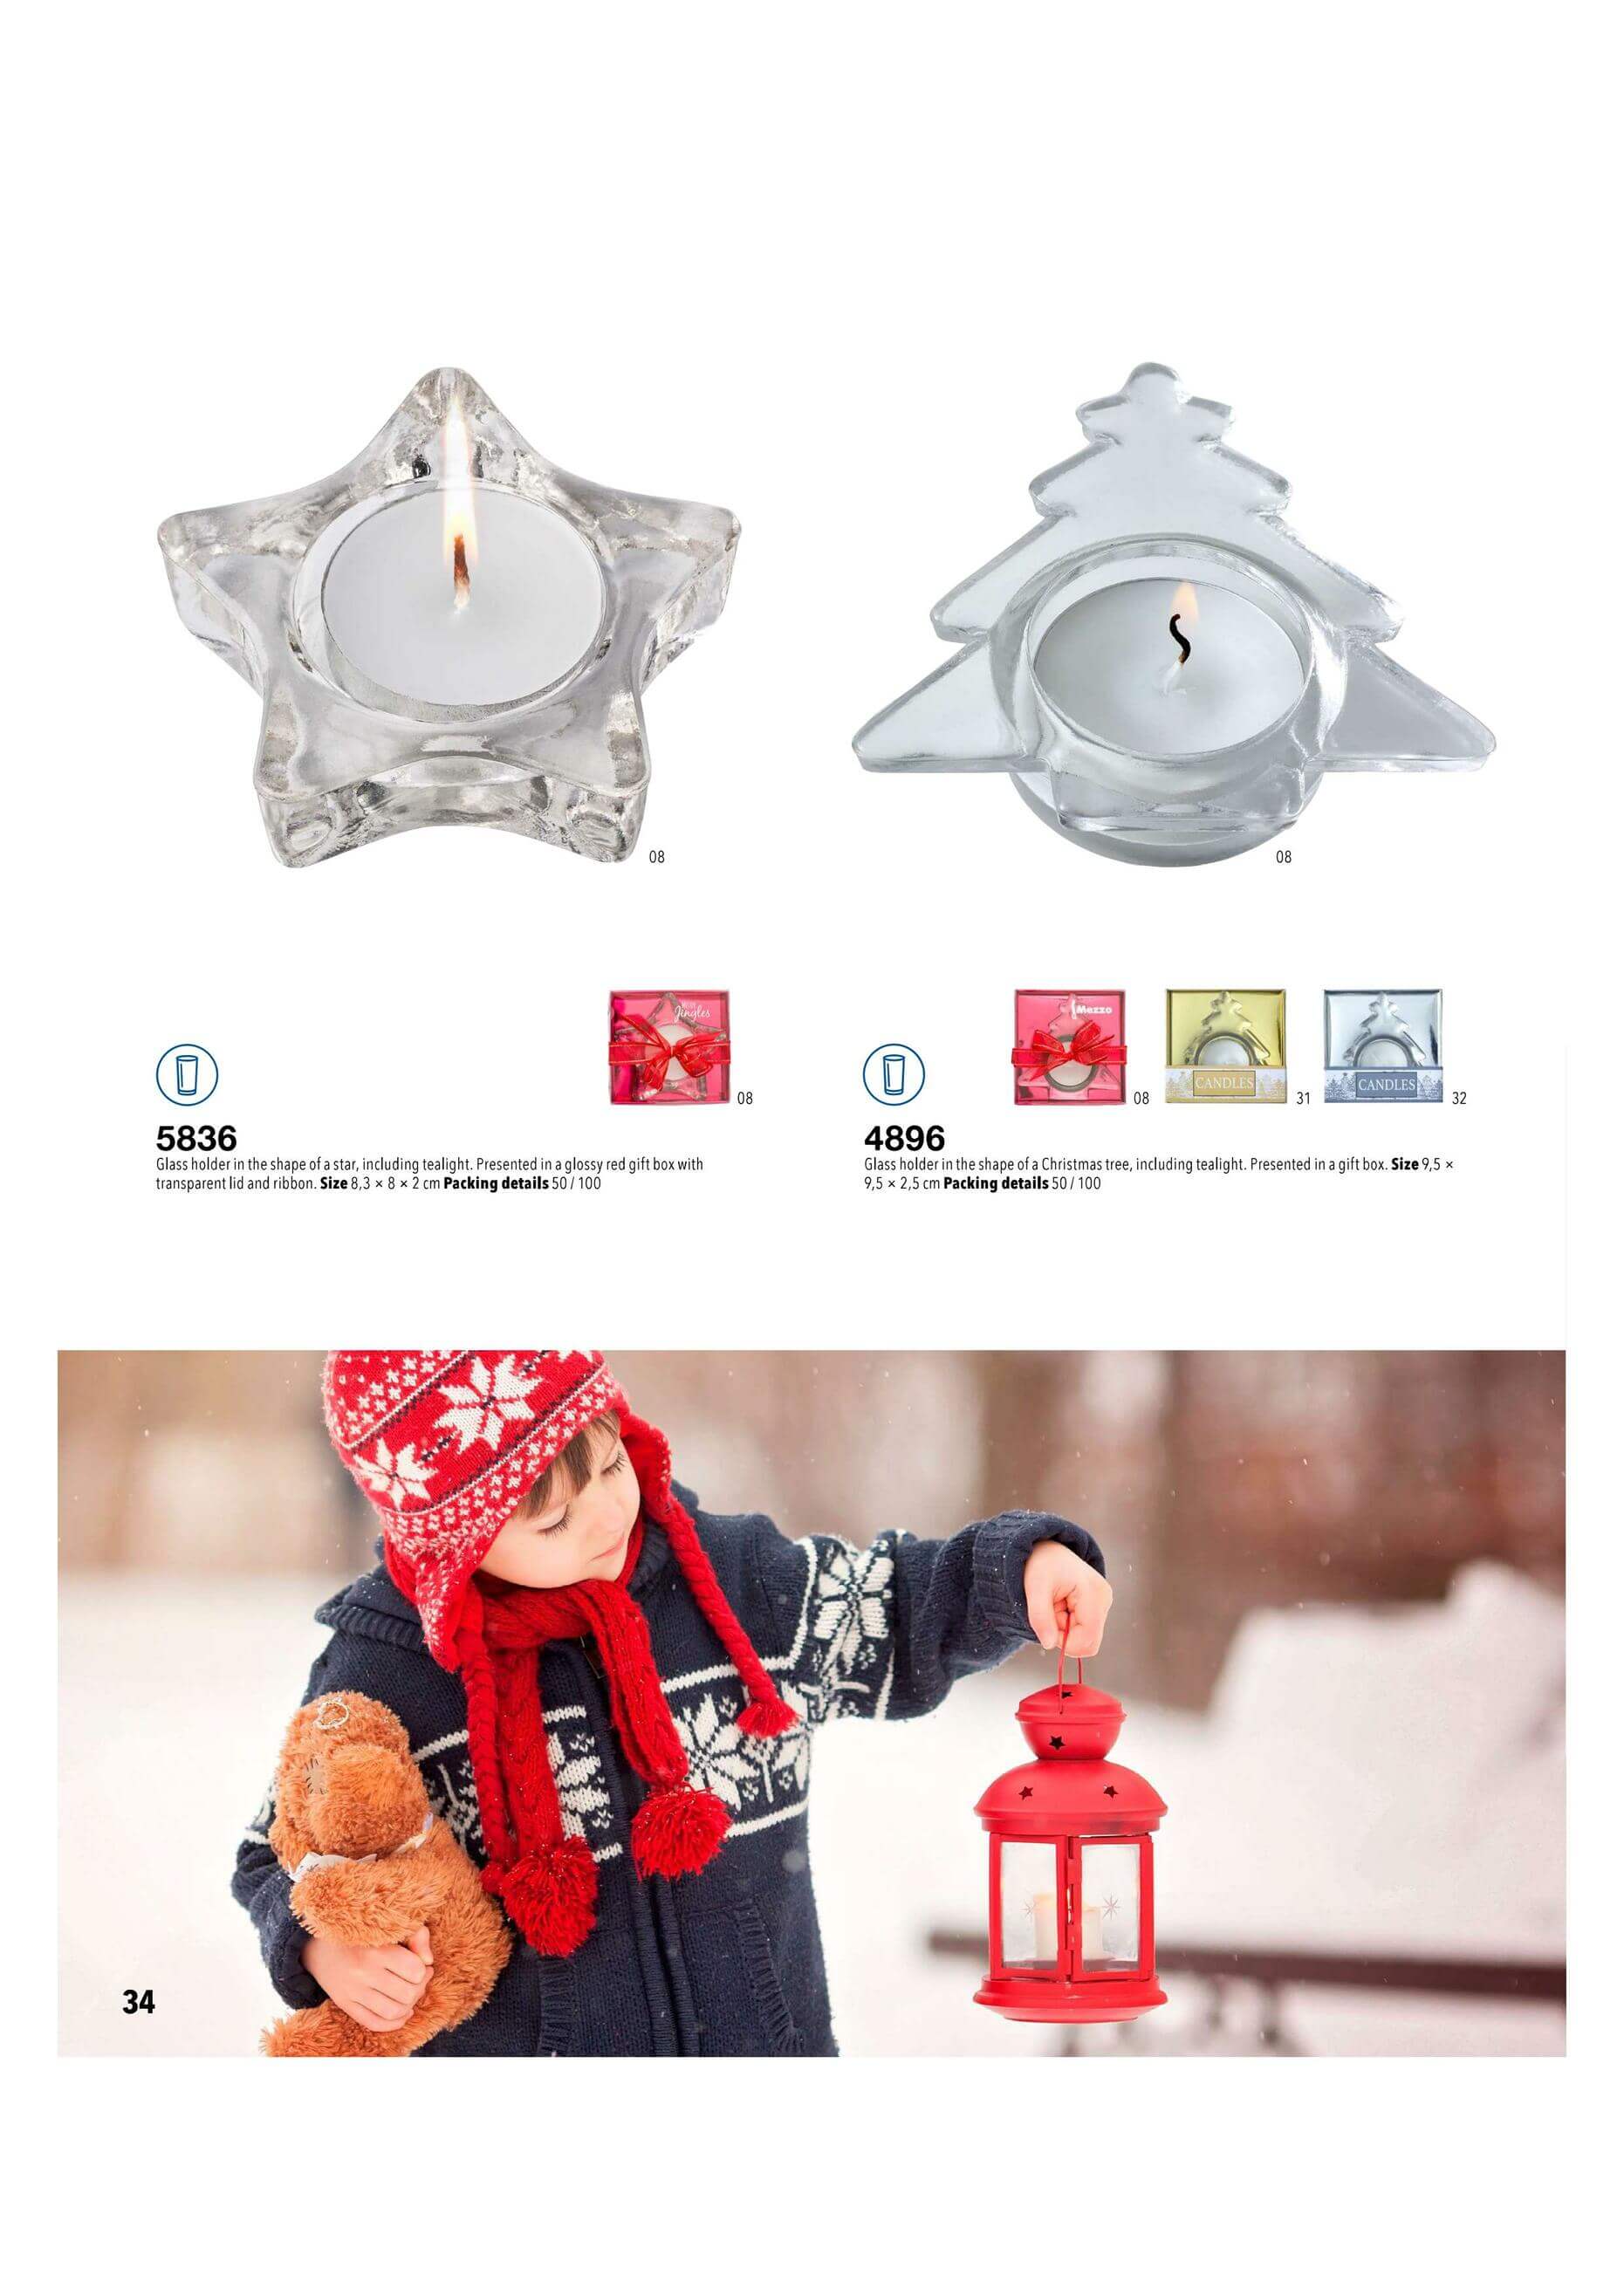 08
08
Jingles
08
Mezzo
08
CANDLES
31
CANDLES
32
5836
Glass holder in the shape of a star, including tealight. Presented in a glossy red gift box with
transparent lid and ribbon. Size 8,3 × 8 × 2 cm Packing details 50 / 100
4896
Glass holder in the shape of a Christmas tree, including tealight. Presented in a gift box. Size 9,5 ×
9,5 × 2,5 cm Packing details 50 / 100
34